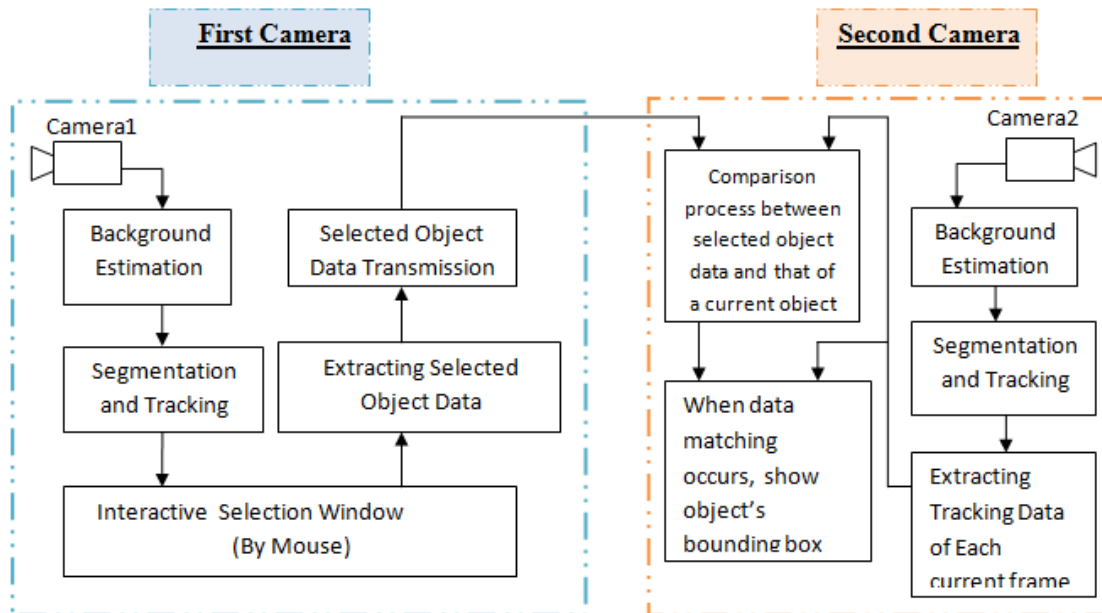 First Camera
Second Camera
Camera1
Background
Estimation
Segmentation
and Tracking
Interactive Selection Window
(By Mouse)
Extracting Selected
Object Data
Selected Object
Data Transmission
Comparison
process between
selected object
data and that of
a current object
When data
matching
occurs, show
object's
bounding box
Camera2
Background
Estimation
Segmentation
and Tracking
Extracting
Tracking Data
of Each
current frame